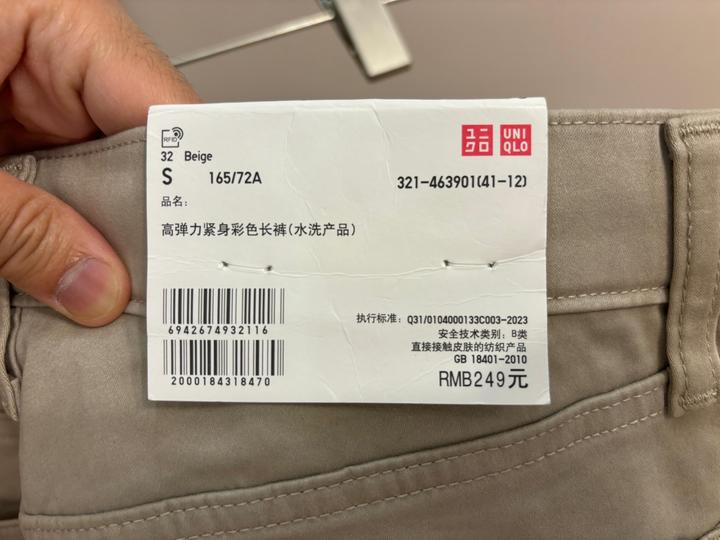 RFID
ユニ
クロ
UNI
QLO
32 Beige
S 165/72A
321-463901(41-12)
品名:
高弹力紧身彩色长裤(水洗产品)
6942674932116
2000184318470
执行标准: Q31/0104000133C003-2023
安全技术类别: B类
直接接触皮肤的纺织产品
GB 18401-2010
RMB249元